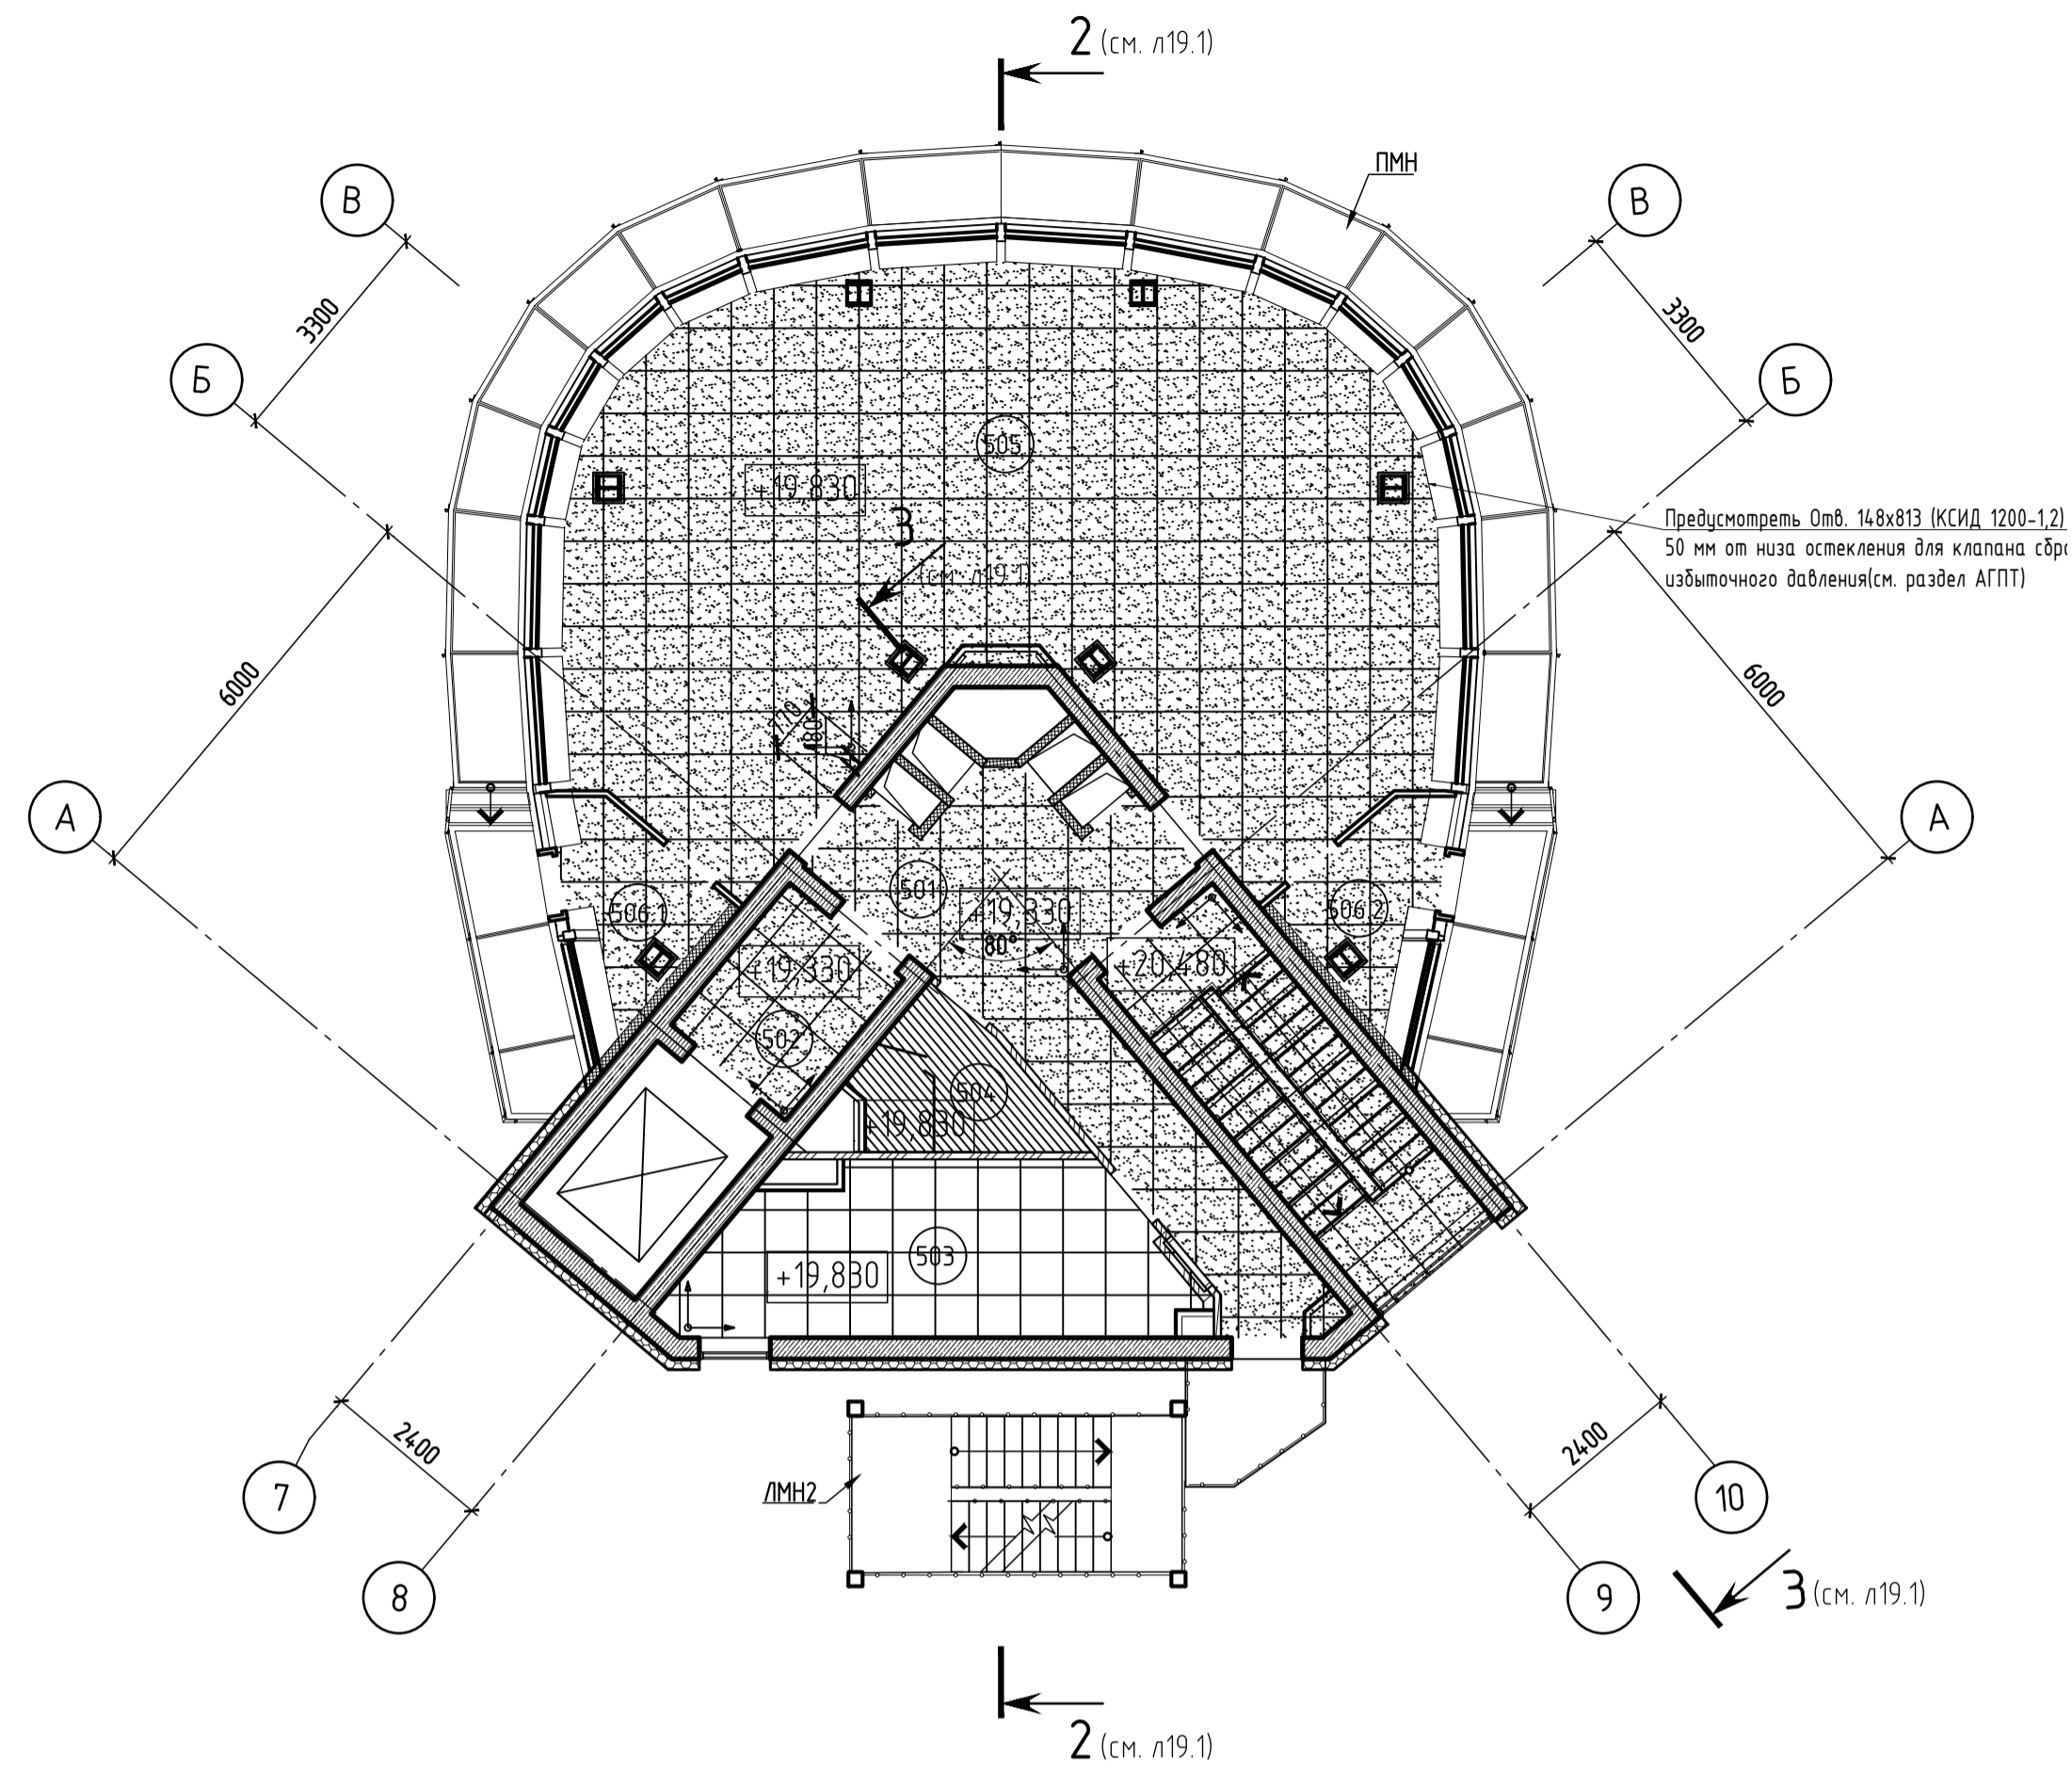 2 (см. л19.1)
ПМН
В
В
3300
3300
Б
Б
505
+19,830
Предусмотреть Отв. 148х813 (КСИД 1200-1,2)
3
50 мм от низа остекления для клапана
(см. л19.1)
избыточного давления(см. раздел АГПТ)
6000
6000
770
80
А
А
501
506.1
506.2
+19,830
80°
+19,330
+20,480
502
504
+19,830
503
+19,830
2400
2400
ЛМН2
7
10
8
9
3 (см. л19.1)
2 (см. л19.1)